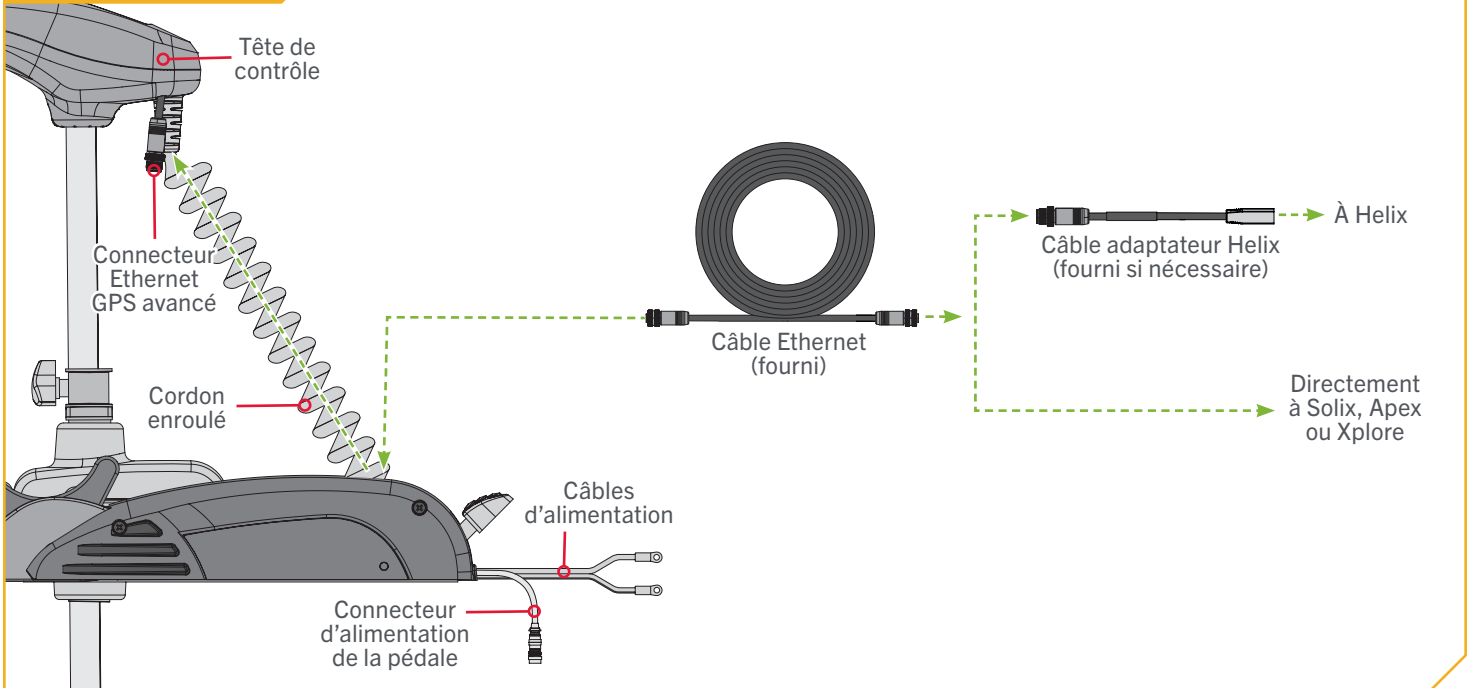 Tête de
contrôle
Connecteur
Ethernet
GPS avancé
Cordon
enroulé
Câble Ethernet
(fourni)
Câble adaptateur Helix
(fourni si nécessaire)
À Helix
Directement
à Solix, Apex
ou Xplore
Câbles
d’alimentation
Connecteur
d’alimentation
de la pédale